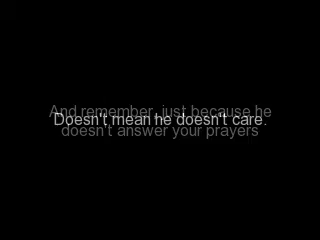 And remember, just because he
Doesn't mean he doesn't care.
doesn't answer your prayers